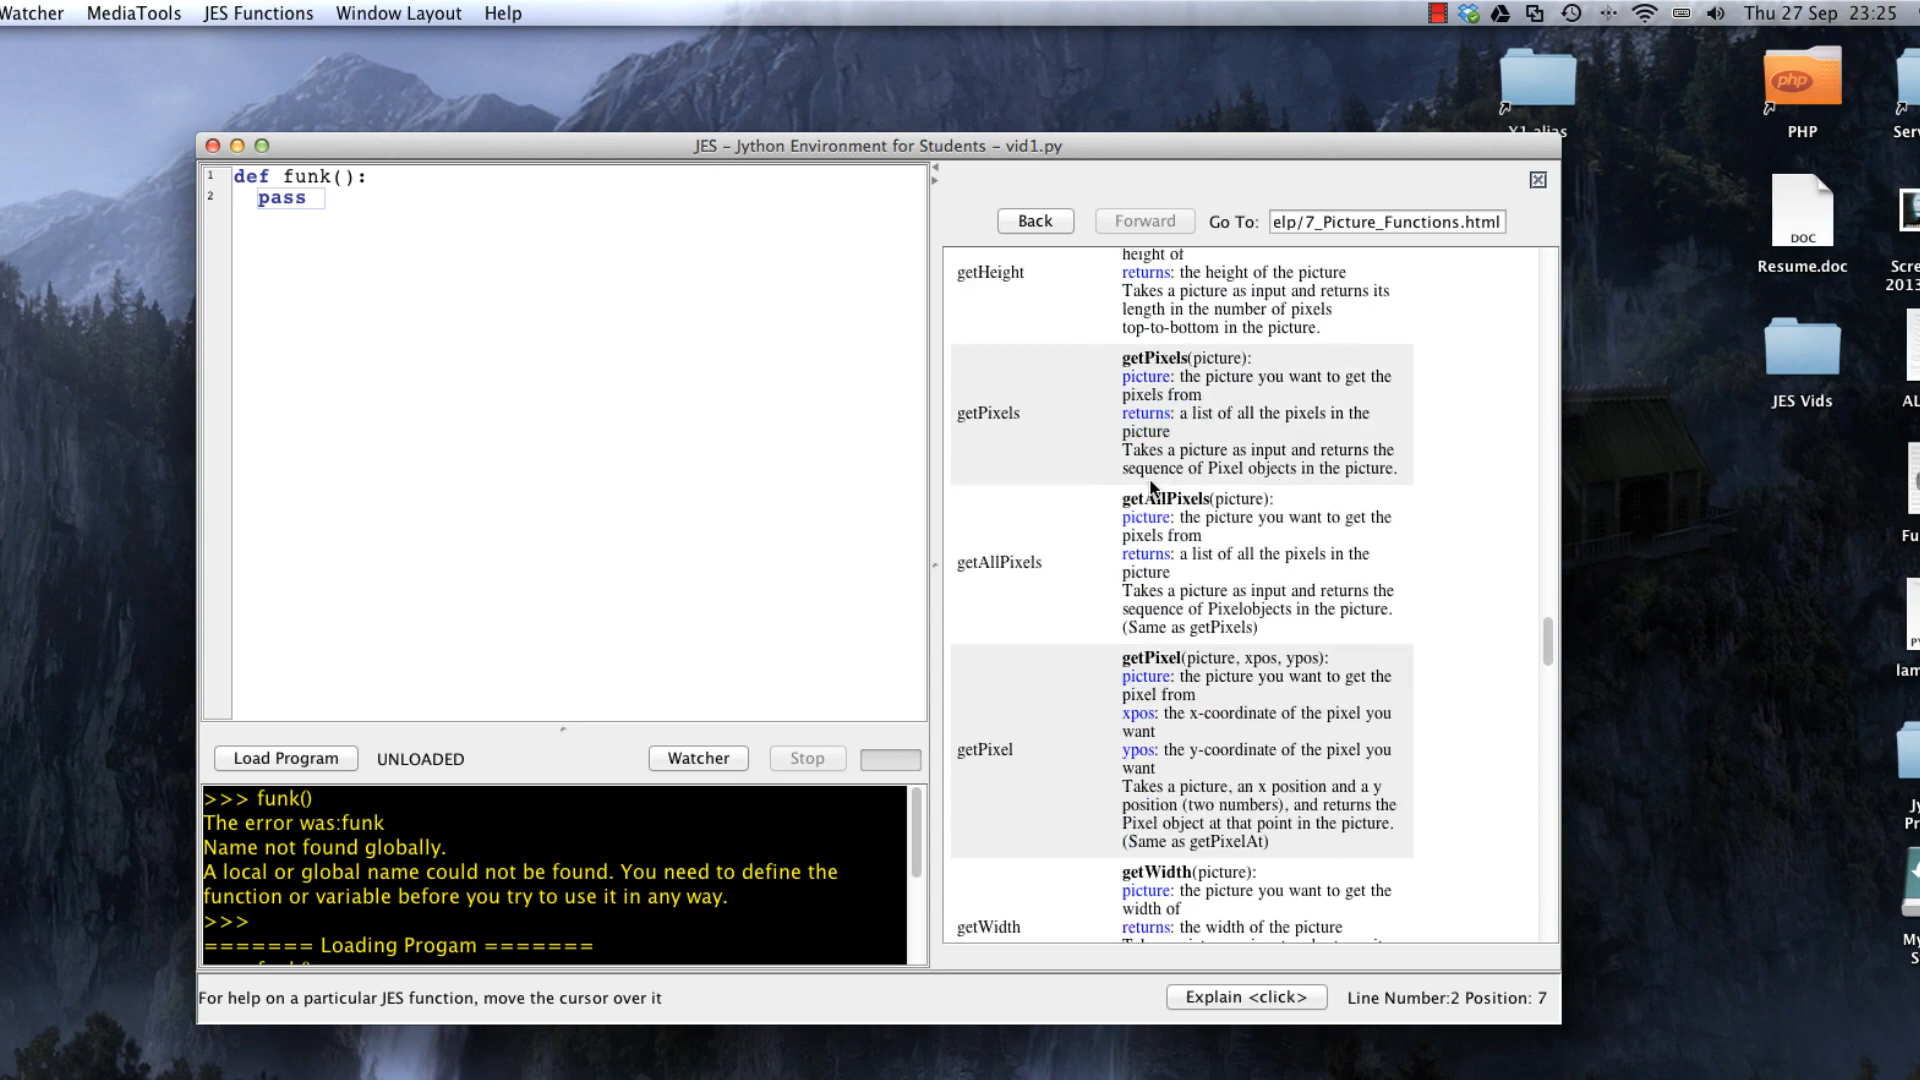 Watcher MediaTools JES Functions Window Layout Help Thu 27 Sep 23:25
JES - Jython Environment for Students - vid1.py
1 def funk():
2 pass
Load Program UNLOADED Watcher Stop
>>> funk()
The error was:funk
Name not found globally.
A local or global name could not be found. You need to define the
function or variable before you try to use it in any way.
>>>
======= Loading Progam =======
Back Forward Go To: elp/7_Picture_Functions.html
height of
getHeight
returns: the height of the picture
Takes a picture as input and returns its
length in the number of pixels
top-to-bottom in the picture.
getPixels(picture):
picture: the picture you want to get the
pixels from
getPixels
returns: a list of all the pixels in the
picture
Takes a picture as input and returns the
sequence of Pixel objects in the picture.
getAllPixels(picture):
picture: the picture you want to get the
pixels from
returns: a list of all the pixels in the
getAllPixels
picture
Takes a picture as input and returns the
sequence of Pixelobjects in the picture.
(Same as getPixels)
getPixel(picture, xpos, ypos):
picture: the picture you want to get the
pixel from
xpos: the x-coordinate of the pixel you
want
getPixel
ypos: the y-coordinate of the pixel you
want
Takes a picture, an x position and a y
position (two numbers), and returns the
Pixel object at that point in the picture.
(Same as getPixelAt)
getWidth(picture):
picture: the picture you want to get the
width of
getWidth
returns: the width of the picture
For help on a particular JES function, move the cursor over it
Explain <click> Line Number:2 Position: 7
alias
php
PHP
DOC
Resume.doc
JES Vids
Serv
Scre
2013
AL
Fu
lam
Jy
Pr
My
S